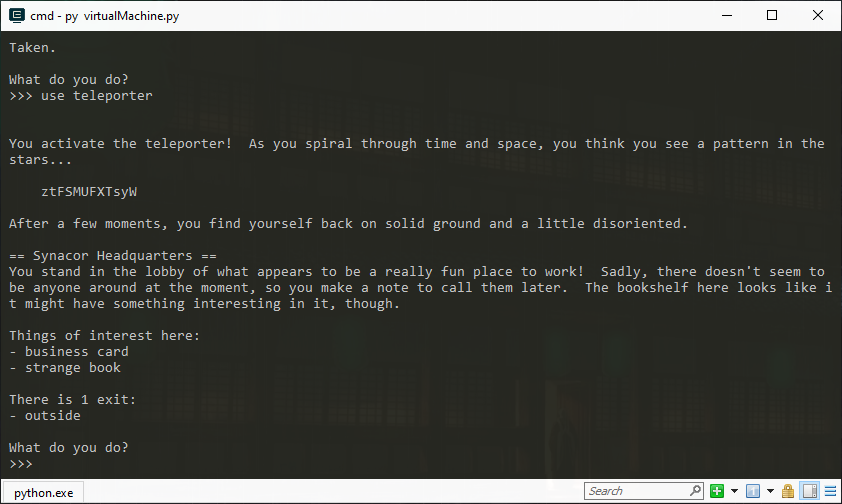 cmd - py  virtualMachine.py
Taken.
What do you do?
>>> use teleporter
You activate the teleporter!  As you spiral through time and space, you think you see a pattern in the
stars...
ztFSMUFXTsyW
After a few moments, you find yourself back on solid ground and a little disoriented.
== Synacor Headquarters ==
You stand in the lobby of what appears to be a really fun place to work!  Sadly, there doesn't seem to
be anyone around at the moment, so you make a note to call them later.  The bookshelf here looks like i
t might have something interesting in it, though.
Things of interest here:
- business card
- strange book
There is 1 exit:
- outside
What do you do?
>>>
python.exe
Search